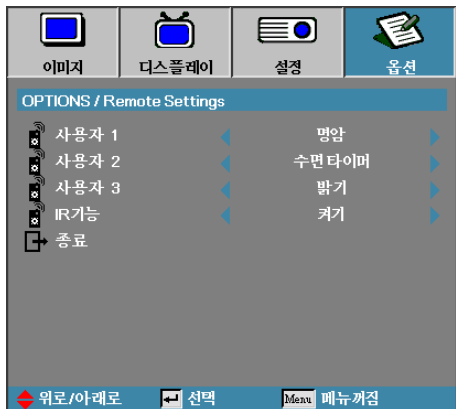 이미지 디스플레이 설정 옵션
OPTIONS / Remote Settings
사용자 1 명암
사용자 2 수면 타이머
사용자 3 밝기
IR기능 켜기
종료
위로/아래로 선택 Menu 메뉴꺼짐